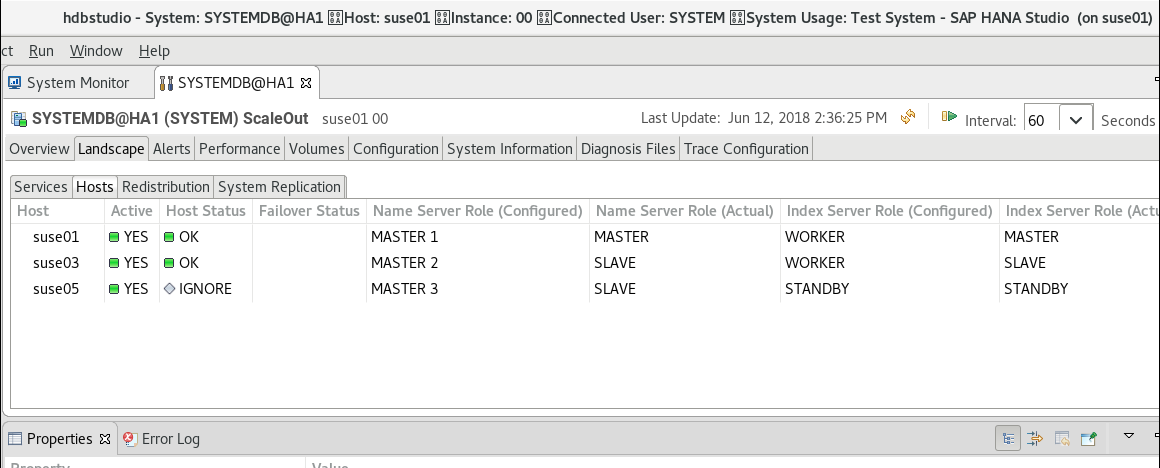 hdbstudio - System: SYSTEMDB@HA1 Host: suse01 Instance: 00 Connected User: SYSTEM System Usage: Test System - SAP HANA Studio (on suse01)
ct Run Window Help
System Monitor SYSTEMDB@HA1
SYSTEMDB@HA1 (SYSTEM) ScaleOut suse01 00 Last Update: Jun 12, 2018 2:36:25 PM Interval: 60 Seconds
Overview Landscape Alerts Performance Volumes Configuration System Information Diagnosis Files Trace Configuration
Services Hosts Redistribution System Replication
Host Active Host Status Failover Status Name Server Role (Configured) Name Server Role (Actual) Index Server Role (Configured) Index Server Role (Actu
suse01 YES OK MASTER 1 MASTER WORKER MASTER
suse03 YES OK MASTER 2 SLAVE WORKER SLAVE
suse05 YES IGNORE MASTER 3 SLAVE STANDBY STANDBY
Properties Error Log
Property Value